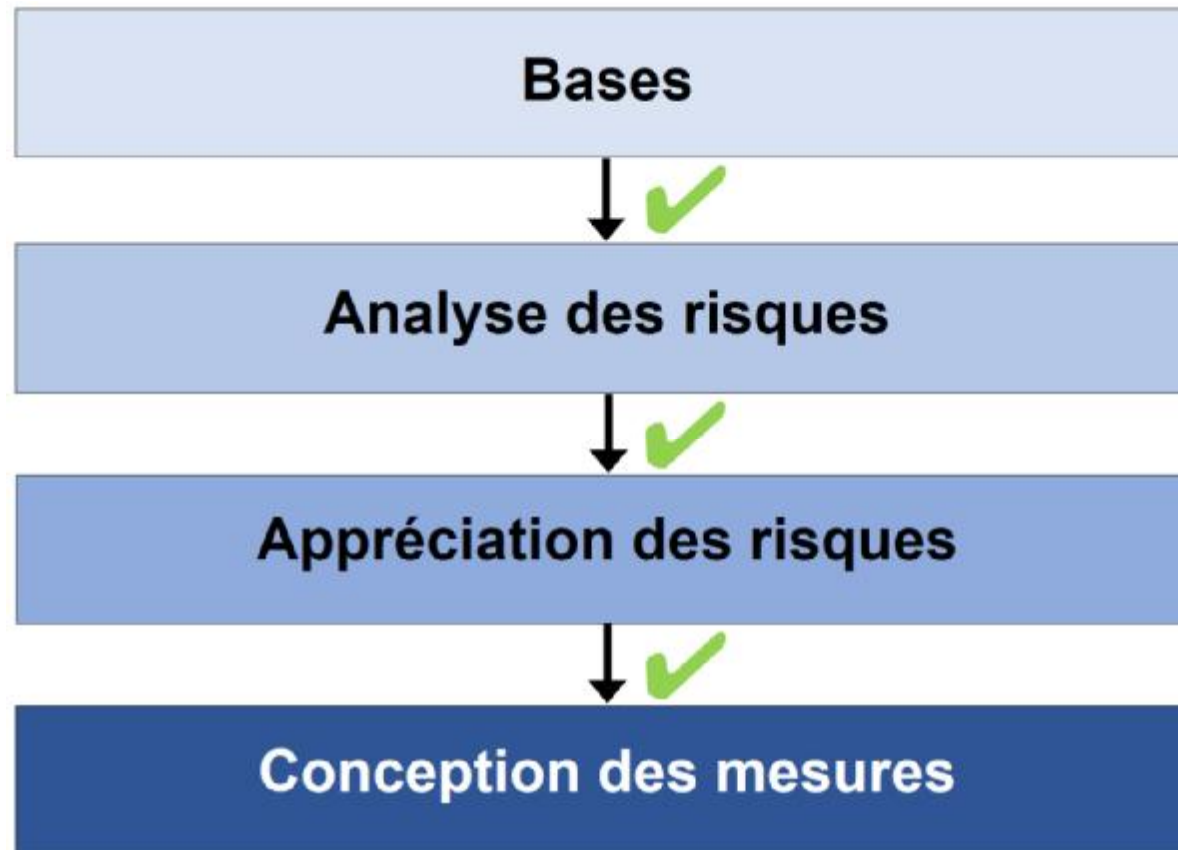 Bases
Analyse des risques
Appréciation des risques
Conception des mesures